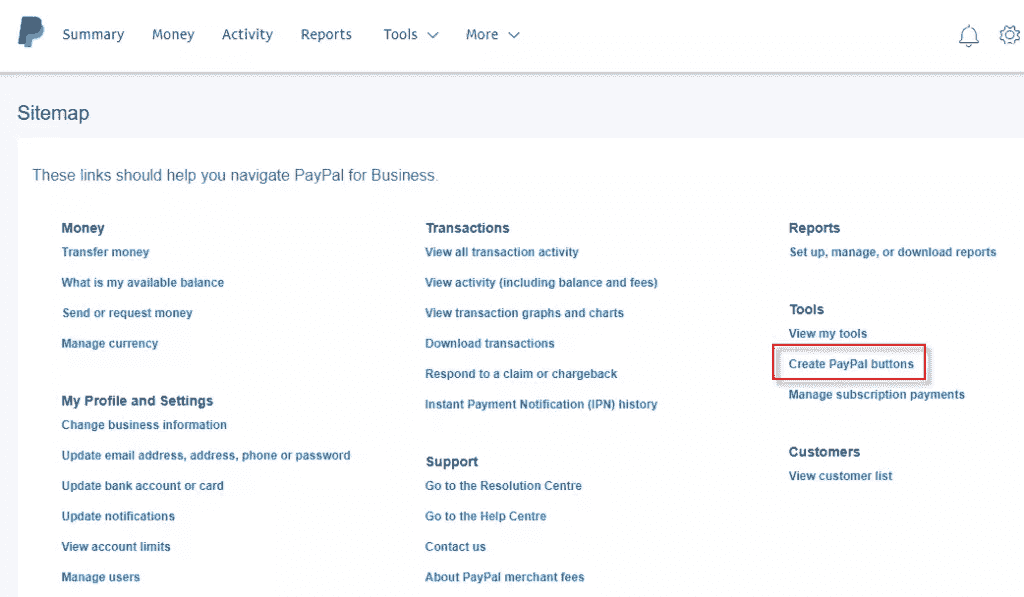 Summary Money Activity Reports Tools More
Sitemap
These links should help you navigate PayPal for Business.
Money
Transfer money
What is my available balance
Send or request money
Manage currency
My Profile and Settings
Change business information
Update email address, address, phone or password
Update bank account or card
Update notifications
View account limits
Manage users
Transactions
View all transaction activity
View activity (including balance and fees)
View transaction graphs and charts
Download transactions
Respond to a claim or chargeback
Instant Payment Notification (IPN) history
Support
Go to the Resolution Centre
Go to the Help Centre
Contact us
About PayPal merchant fees
Reports
Set up, manage, or download reports
Tools
View my tools
Create PayPal buttons
Manage subscription payments
Customers
View customer list